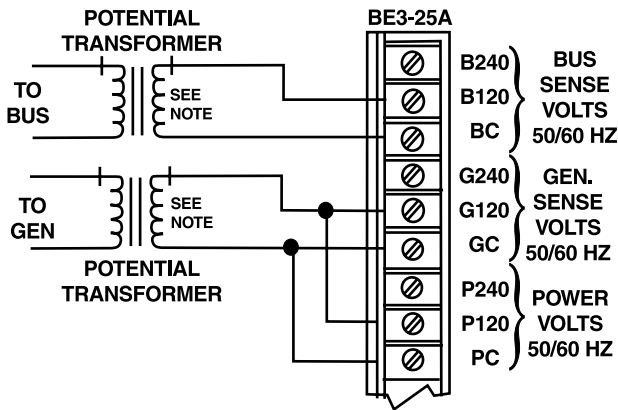 POTENTIAL
TRANSFORMER
BE3-25A
TO
BUS
SEE
NOTE
B240
B120
BC
BUS
SENSE
VOLTS
50/60 HZ
TO
GEN
SEE
NOTE
G240
G120
GC
GEN.
SENSE
VOLTS
50/60 HZ
POTENTIAL
TRANSFORMER
P240
P120
PC
POWER
VOLTS
50/60 HZ